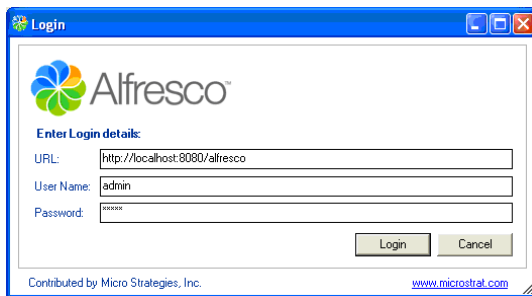 Login
Alfresco™
Enter Login details:
URL: http://localhost:8080/alfresco
User Name: admin
Password: *****
Login Cancel
Contributed by Micro Strategies, Inc. www.microstrat.com